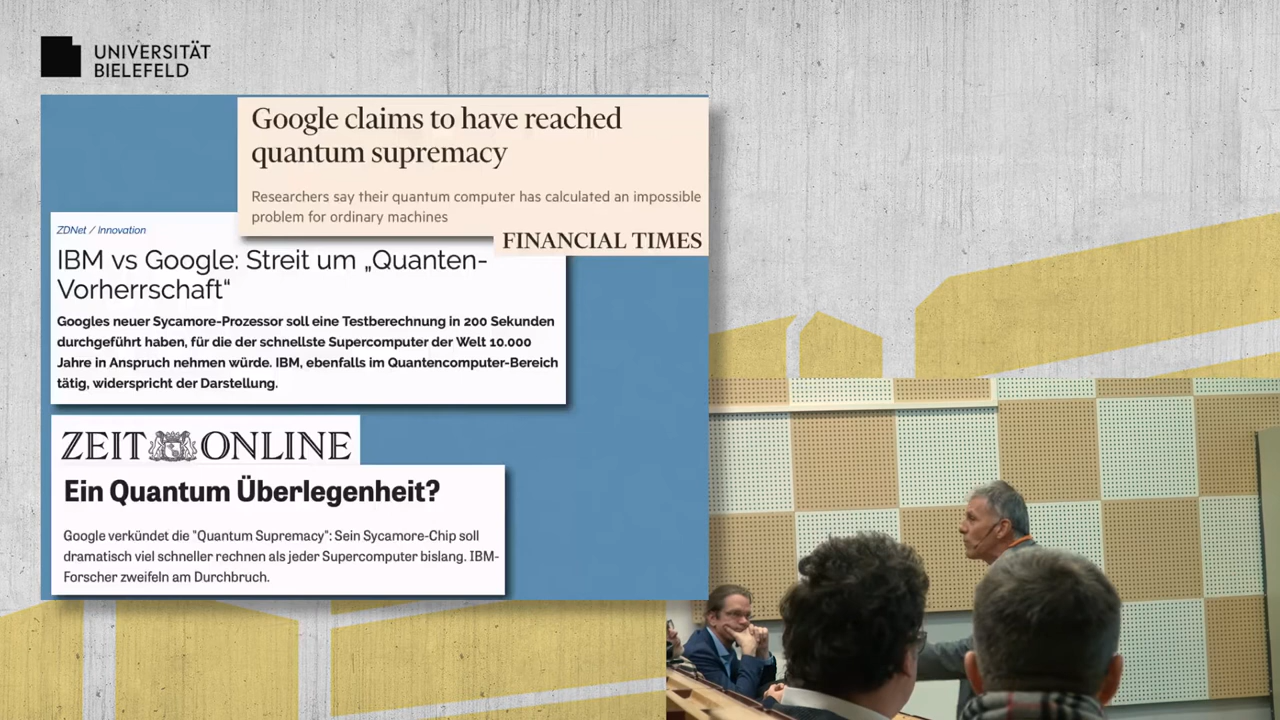 UNIVERSITÄT
BIELEFELD
Google claims to have reached
quantum supremacy
Researchers say their quantum computer has calculated an impossible
problem for ordinary machines
FINANCIAL TIMES
ZDNet / Innovation
IBM vs Google: Streit um „Quanten-
Vorherrschaft“
Googles neuer Sycamore-Prozessor soll eine Testberechnung in 200 Sekunden
durchgeführt haben, für die der schnellste Supercomputer der Welt 10.000
Jahre in Anspruch nehmen würde. IBM, ebenfalls im Quantencomputer-Bereich
tätig, widerspricht der Darstellung.
ZEIT ONLINE
Ein Quantum Überlegenheit?
Google verkündet die "Quantum Supremacy": Sein Sycamore-Chip soll
dramatisch viel schneller rechnen als jeder Supercomputer bislang. IBM-
Forscher zweifeln am Durchbruch.